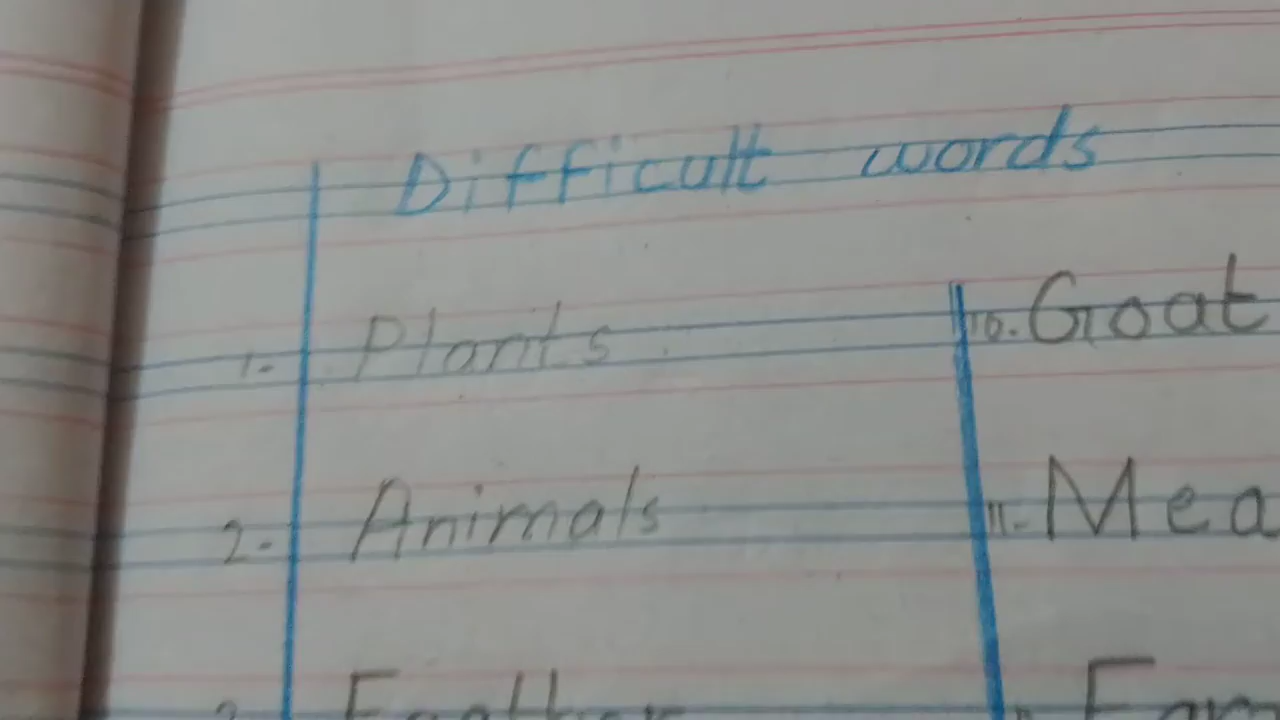 Difficult words
1. Plants
10. Goat
2. Animals
11. Mea